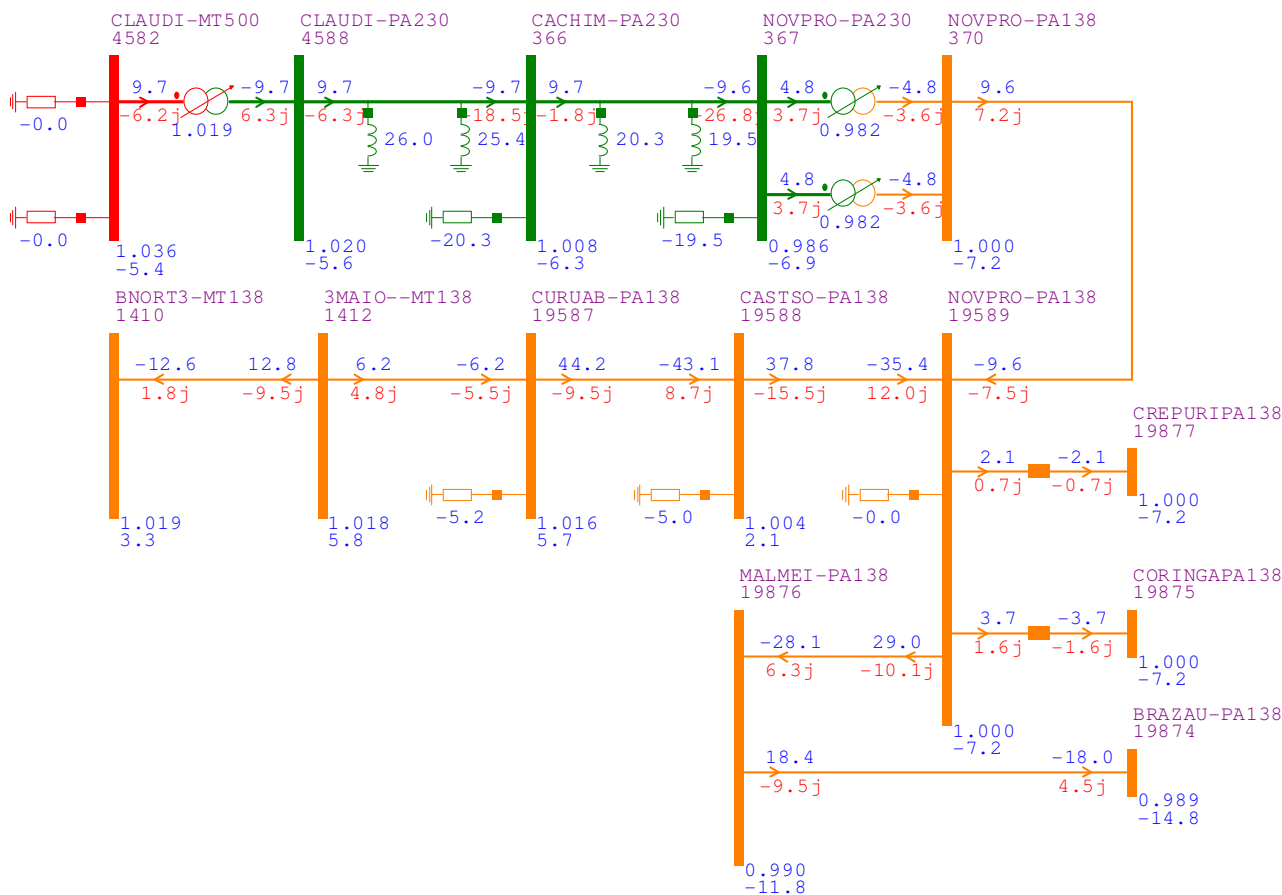 CLAUDI-MT500
4582
CLAUDI-PA230
4588
CACHIM-PA230
366
NOVPRO-PA230
367
NOVPRO-PA138
370
9.7
-9.7
9.7
-9.7
9.7
-9.6
4.8
-4.8
9.6
-6.2j
6.3j
-6.3j
-18.5j
-1.8j
-26.8j
3.7j
-3.6j
7.2j
-0.0
1.019
26.0
25.4
20.3
19.5
0.982
4.8
-4.8
3.7j
-3.6j
0.982
-0.0
-20.3
-19.5
1.036
-5.4
1.020
-5.6
1.008
-6.3
0.986
-6.9
1.000
-7.2
BNORT3-MT138
1410
3MAIO--MT138
1412
CURUAB-PA138
19587
CASTSO-PA138
19588
NOVPRO-PA138
19589
-12.6
12.8
6.2
-6.2
44.2
-43.1
37.8
-35.4
-9.6
1.8j
-9.5j
4.8j
-5.5j
-9.5j
8.7j
-15.5j
12.0j
-7.5j
CREPURIPA138
19877
2.1
-2.1
0.7j
-0.7j
1.000
-7.2
-5.2
-5.0
-0.0
1.019
3.3
1.018
5.8
1.016
5.7
1.004
2.1
MALMEI-PA138
19876
CORINGAPA138
19875
3.7
-3.7
1.6j
-1.6j
1.000
-7.2
-28.1
29.0
6.3j
-10.1j
BRAZAU-PA138
19874
1.000
-7.2
18.4
-18.0
-9.5j
4.5j
0.989
-14.8
0.990
-11.8